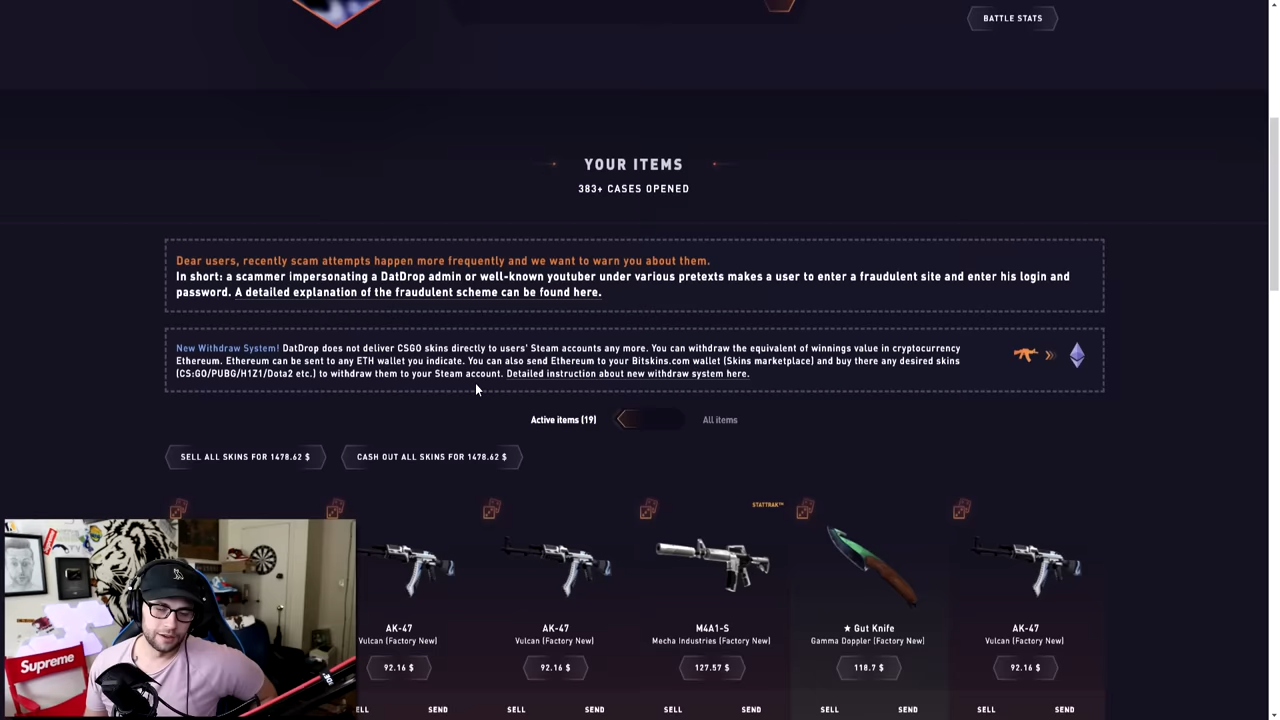 BATTLE STATS
YOUR ITEMS
383+ CASES OPENED
Dear users, recently scam attempts happen more frequently and we want to warn you about them.
In short: a scammer impersonating a DatDrop admin or well-known youtuber under various pretexts makes a user to enter a fraudulent site and enter his login and
password. A detailed explanation of the fraudulent scheme can be found here.
New Withdraw System! DatDrop does not deliver CSGO skins directly to users' Steam accounts any more. You can withdraw the equivalent of winnings value in cryptocurrency
Ethereum. Ethereum can be sent to any ETH wallet you indicate. You can also send Ethereum to your Bitskins.com wallet (Skins marketplace) and buy there any desired skins
(CS:GO/PUBG/H1Z1/Dota2 etc.) to withdraw them to your Steam account. Detailed instruction about new withdraw system here.
Active items (19) All items
SELL ALL SKINS FOR 1478.62 $ CASH OUT ALL SKINS FOR 1478.62 $
STATTRAK™
AK-47 AK-47 M4A1-S ★ Gut Knife AK-47
Vulcan (Factory New) Vulcan (Factory New) Mecha Industries (Factory New) Gamma Doppler (Factory New) Vulcan (Factory New)
92.16 $ 92.16 $ 127.57 $ 118.7 $ 92.16 $
ELL SEND SELL SEND SELL SEND SELL SEND SELL SEND
Supreme